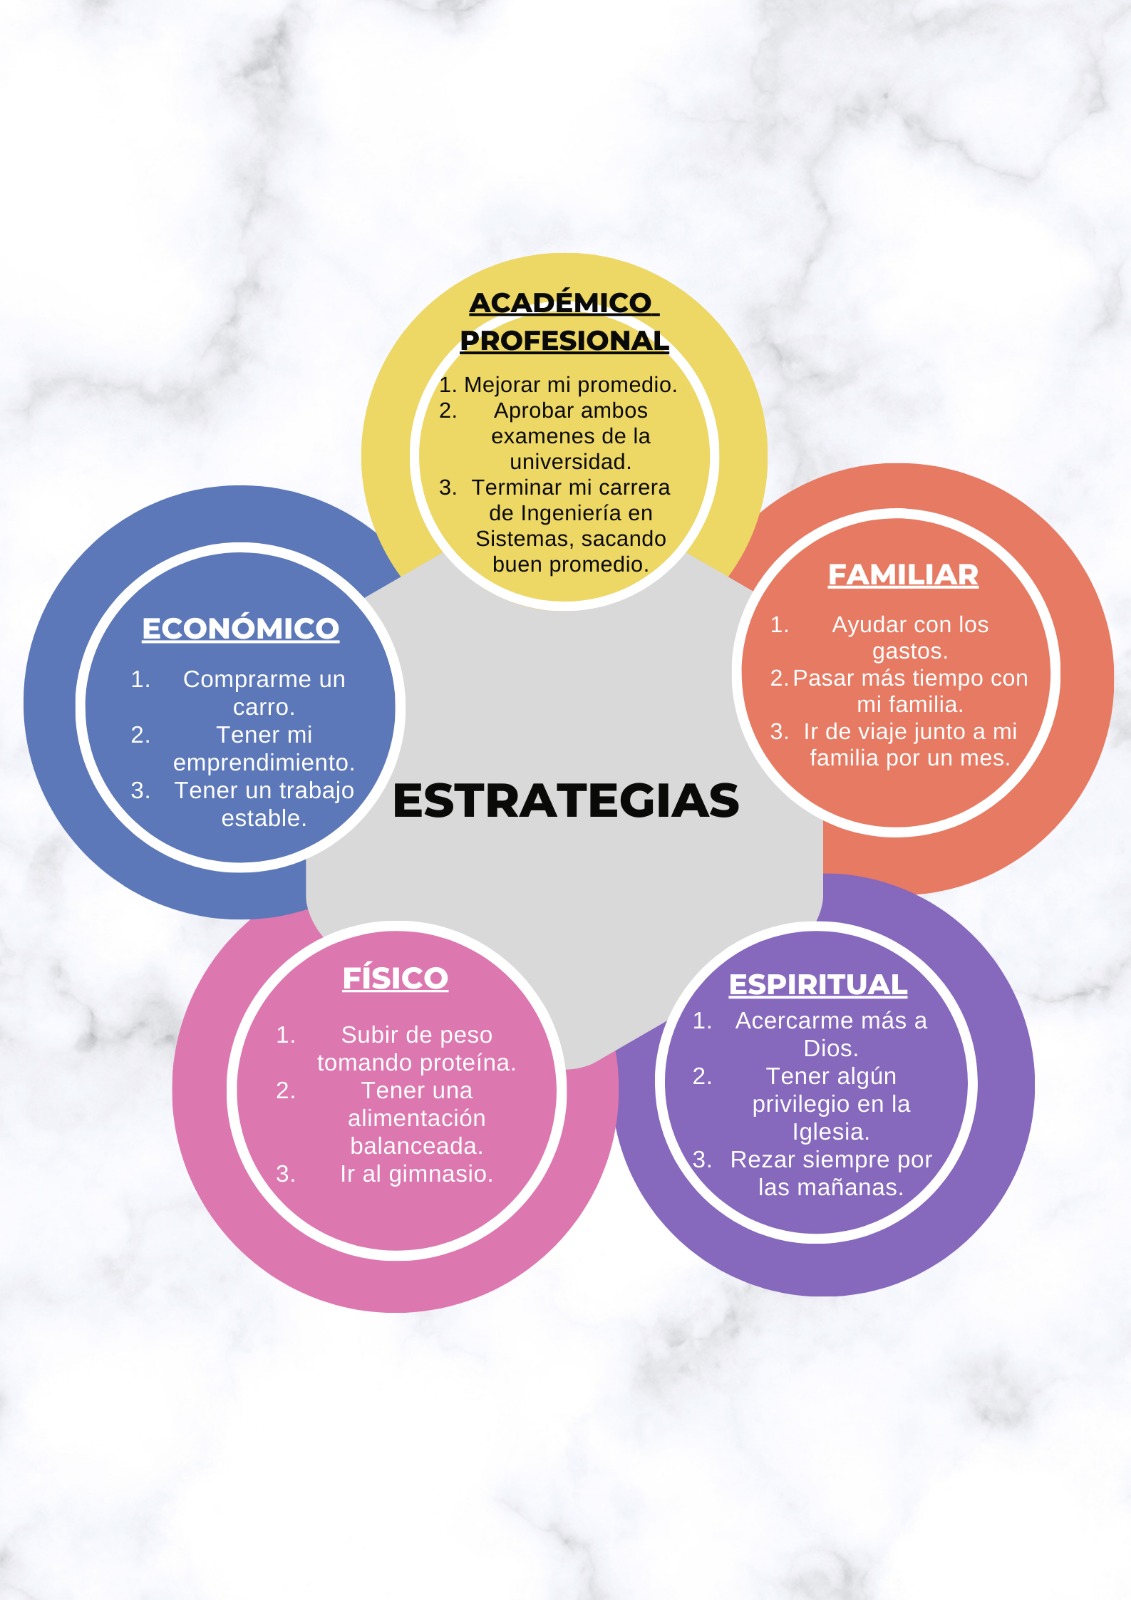 ACADÉMICO
PROFESIONAL
1. Mejorar mi promedio.
2. Aprobar ambos
examenes de la
universidad.
3. Terminar mi carrera
de Ingeniería en
Sistemas, sacando
buen promedio.
FAMILIAR
1. Ayudar con los
gastos.
2. Pasar más tiempo con
mi familia.
3. Ir de viaje junto a mi
familia por un mes.
ECONÓMICO
1. Comprarme un
carro.
2. Tener mi
emprendimiento.
3. Tener un trabajo
estable.
ESTRATEGIAS
FÍSICO
1. Subir de peso
tomando proteína.
2. Tener una
alimentación
balanceada.
3. Ir al gimnasio.
ESPIRITUAL
1. Acercarme más a
Dios.
2. Tener algún
privilegio en la
Iglesia.
3. Rezar siempre por
las mañanas.